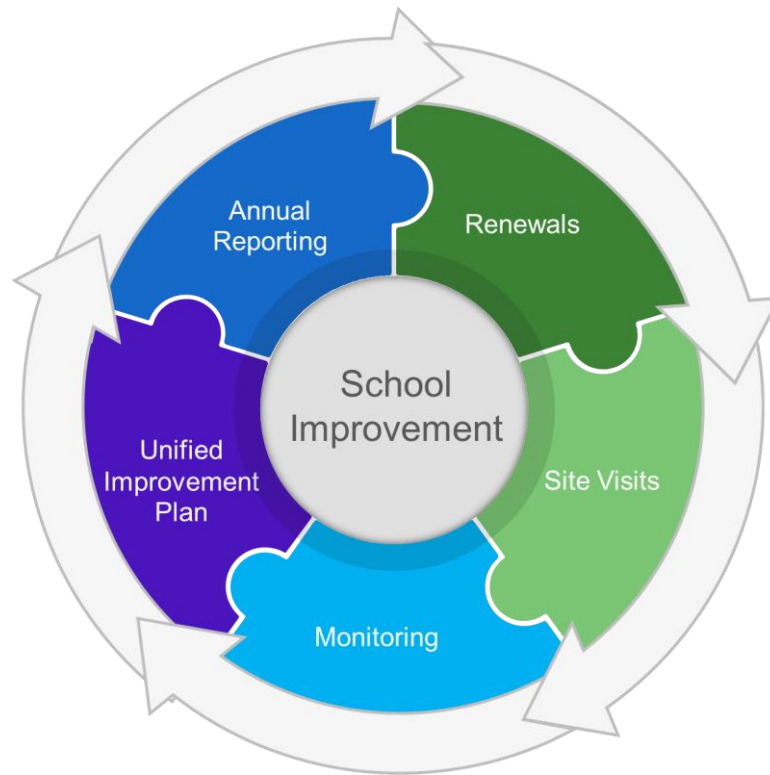 Annual
Reporting
Renewals
School
Improvement
Unified
Improvement
Plan
Site Visits
Monitoring